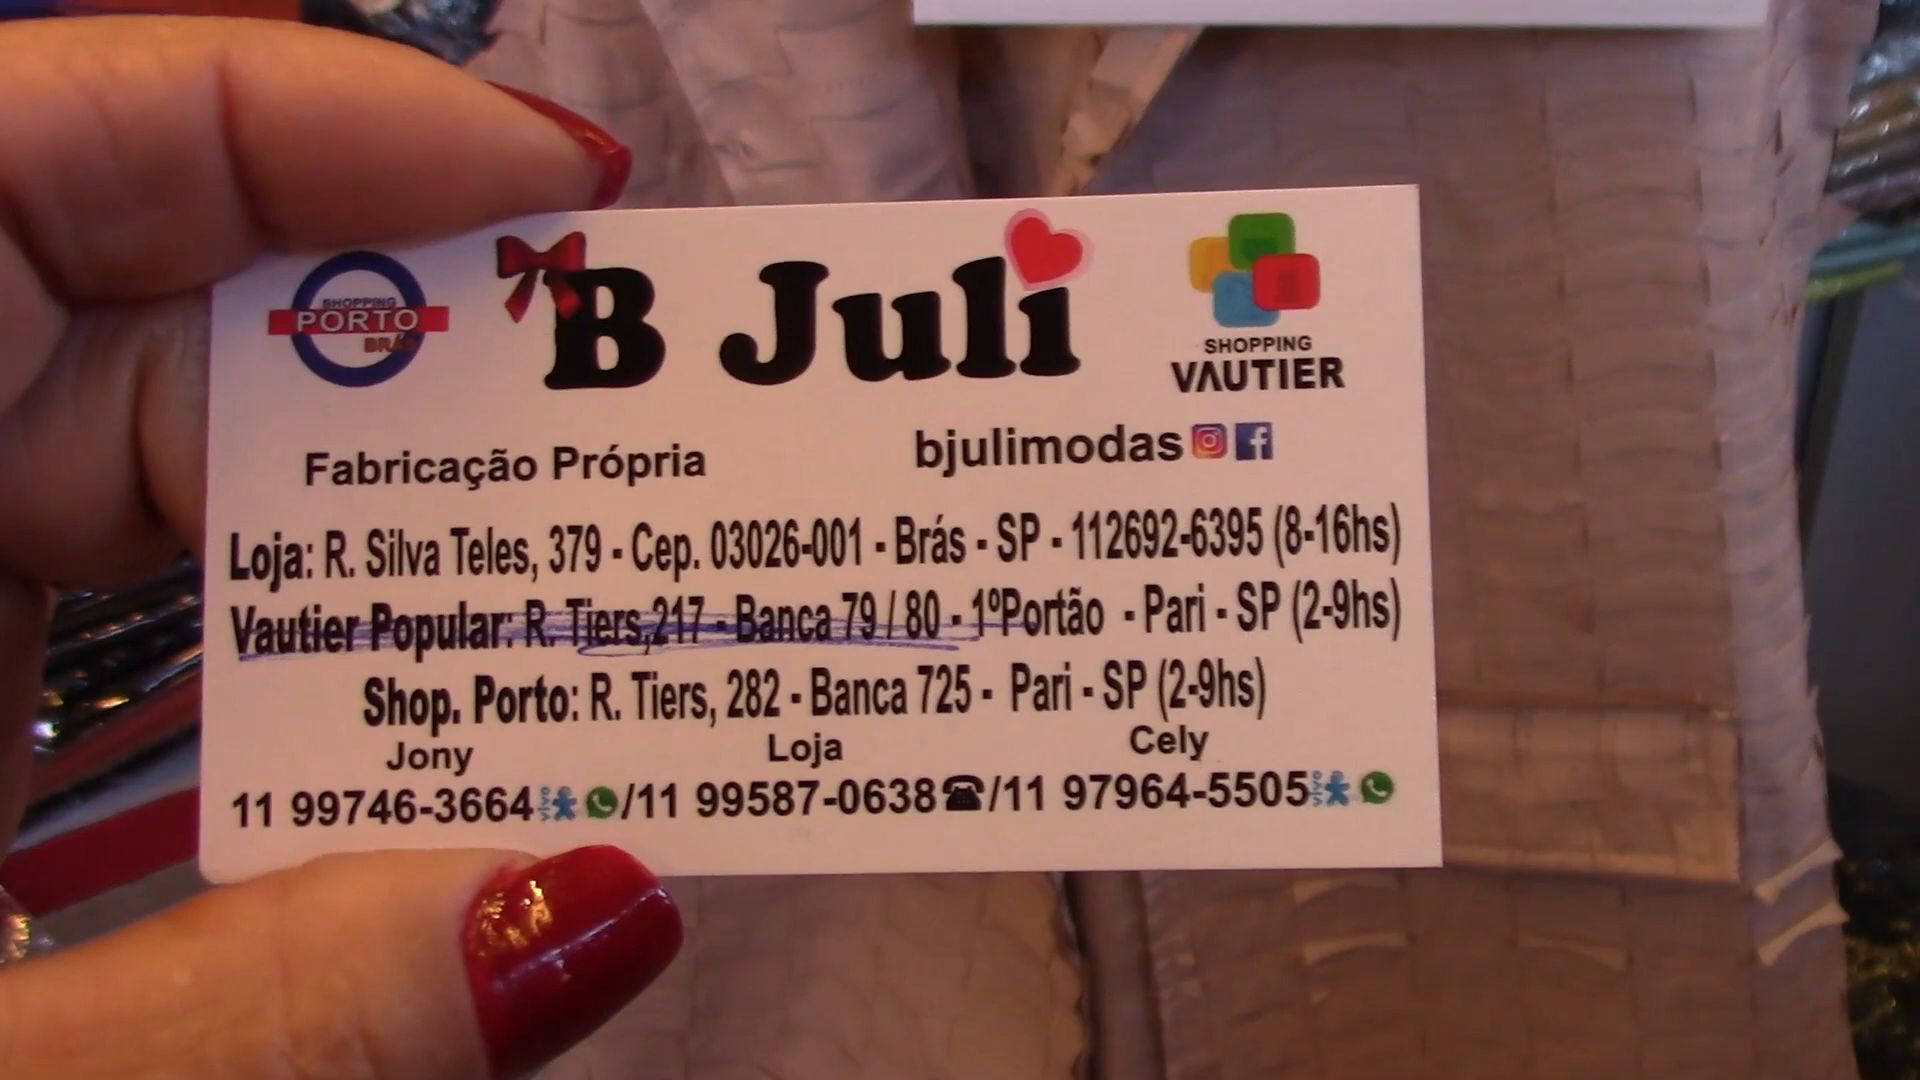 SHOPPING
PORTO
BRÁS
B Juli
SHOPPING
VAUTIER
Fabricação Própria
bjulimodas
Loja: R. Silva Teles, 379 - Cep. 03026-001 - Brás - SP - 112692-6395 (8-16hs)
Vautier Popular: R. Tiers,217 - Banca 79 / 80 - 1ºPortão - Pari - SP (2-9hs)
Shop. Porto: R. Tiers, 282 - Banca 725 - Pari - SP (2-9hs)
Jony Loja Cely
11 99746-3664 vivo /11 99587-0638 /11 97964-5505 vivo